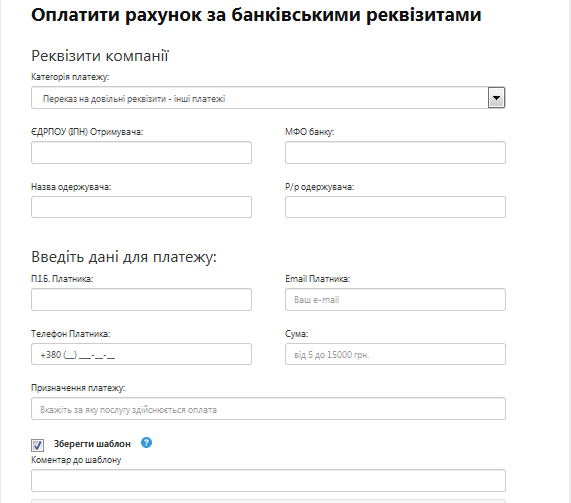 Оплатити рахунок за банківськими реквізитами
Реквізити компанії
Категорія платежу:
Переказ на довільні реквізити - інші платежі
ЄДРПОУ (ІПН) Отримувача:
МФО банку:
Назва одержувача:
Р/р одержувача:
Введіть дані для платежу:
П.І.Б. Платника:
Email Платника:
Ваш e-mail
Телефон Платника:
Сума:
+380 (__) ___-__-__
від 5 до 15000 грн.
Призначення платежу:
Вкажіть за яку послугу здійснюється оплата
Зберегти шаблон ?
Коментар до шаблону